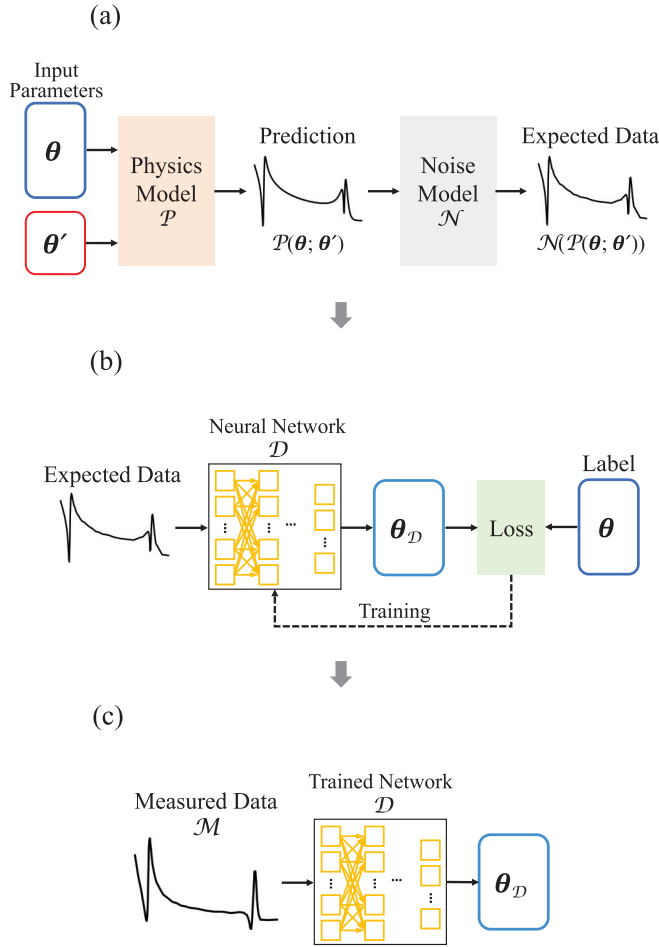 (a)
Input
Parameters
θ
θ′
Physics
Model
𝒫
Prediction
𝒫(θ; θ′)
Noise
Model
𝒩
Expected Data
𝒩(𝒫(θ; θ′))
(b)
Expected Data
Neural Network
𝒟
...
...
...
...
θ𝒟
Loss
Label
θ
Training
(c)
Measured Data
ℳ
Trained Network
𝒟
...
...
...
...
θ𝒟